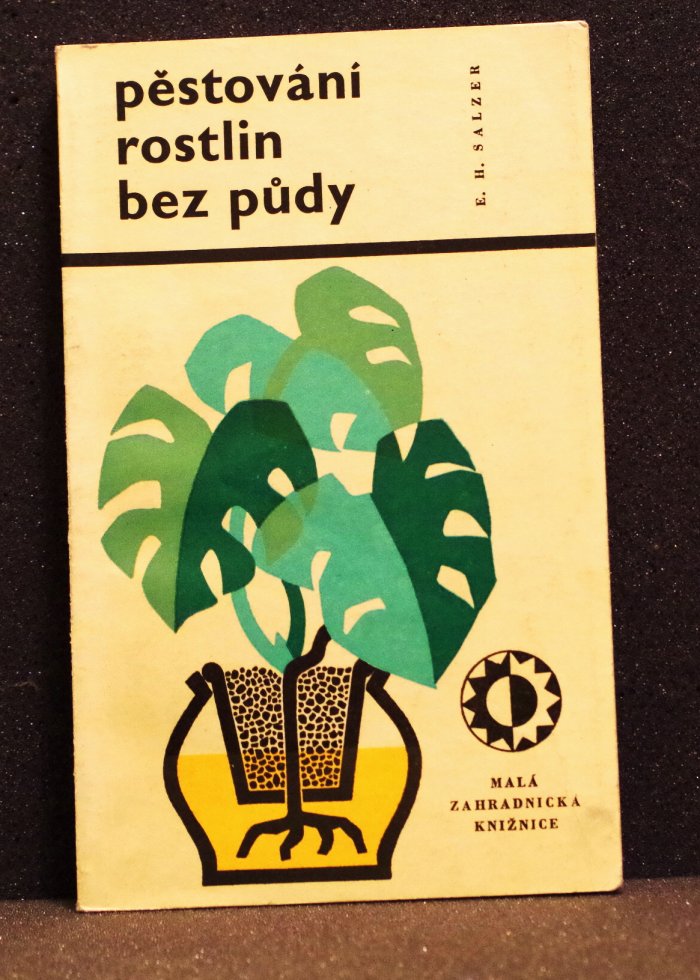 pěstování
rostlin
bez půdy
E. H. SALZER
MALÁ
ZAHRADNICKÁ
KNIŽNICE